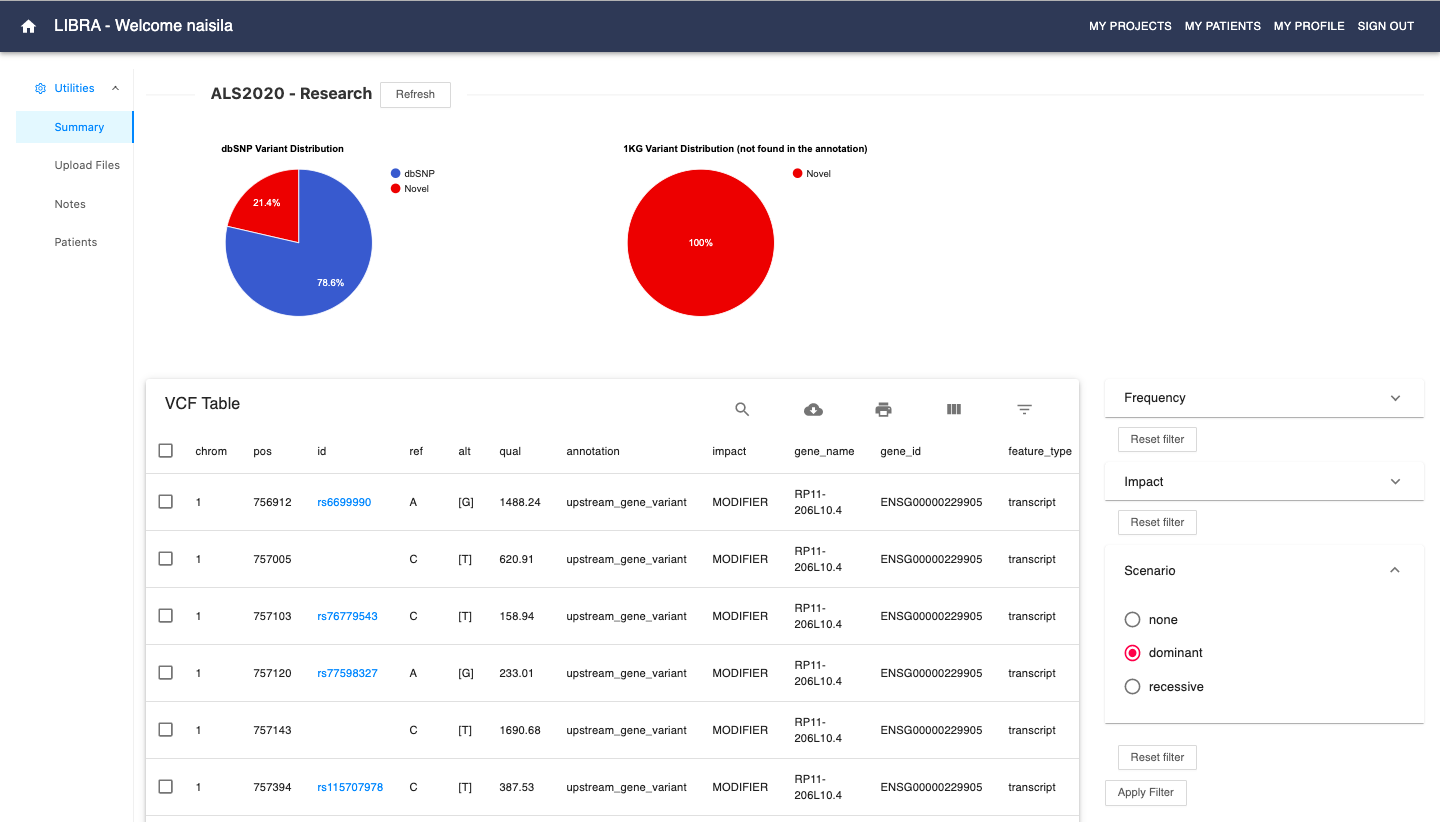 LIBRA - Welcome naisila
MY PROJECTS MY PATIENTS MY PROFILE SIGN OUT
Utilities
Summary
Upload Files
Notes
Patients
ALS2020 - Research Refresh
dbSNP Variant Distribution
dbSNP
Novel
21.4%
78.6%
1KG Variant Distribution (not found in the annotation)
Novel
100%
VCF Table
chrom pos id ref alt qual annotation impact gene_name gene_id feature_type
1 756912 rs6699990 A [G] 1488.24 upstream_gene_variant MODIFIER RP11-
206L10.4 ENSG00000229905 transcript
1 757005 C [T] 620.91 upstream_gene_variant MODIFIER RP11-
206L10.4 ENSG00000229905 transcript
1 757103 rs76779543 C [T] 158.94 upstream_gene_variant MODIFIER RP11-
206L10.4 ENSG00000229905 transcript
1 757120 rs77598327 A [G] 233.01 upstream_gene_variant MODIFIER RP11-
206L10.4 ENSG00000229905 transcript
1 757143 C [T] 1690.68 upstream_gene_variant MODIFIER RP11-
206L10.4 ENSG00000229905 transcript
1 757394 rs115707978 C [T] 387.53 upstream_gene_variant MODIFIER RP11-
206L10.4 ENSG00000229905 transcript
Frequency
Reset filter
Impact
Reset filter
Scenario
none
dominant
recessive
Reset filter
Apply Filter